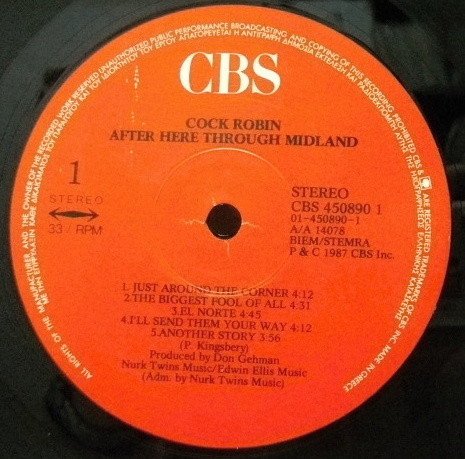 CBS
COCK ROBIN
AFTER HERE THROUGH MIDLAND
1
STEREO
33/ RPM
STEREO
CBS 450890 1
01-450890-1
A/A 14078
BIEM/STEMRA
P & C 1987 CBS Inc.
1. JUST AROUND THE CORNER 4:12
2.THE BIGGEST FOOL OF ALL 4:31
3.EL NORTE 4:45
4.I'LL SEND THEM YOUR WAY 4:12
5.ANOTHER STORY 3:56
(P. Kingsbery)
Produced by Don Gehman
Nurk Twins Music/Edwin Ellis Music
(Adm. by Nurk Twins Music)
ALL RIGHTS OF THE MANUFACTURER AND THE OWNER OF THE RECORDED WORK RESERVED UNAUTHORIZED PUBLIC PERFORMANCE BROADCASTING AND COPYING OF THIS RECORDING PROHIBITED CBS & ARE REGISTERED TRADEMARKS OF CBS INC MADE IN GREECE